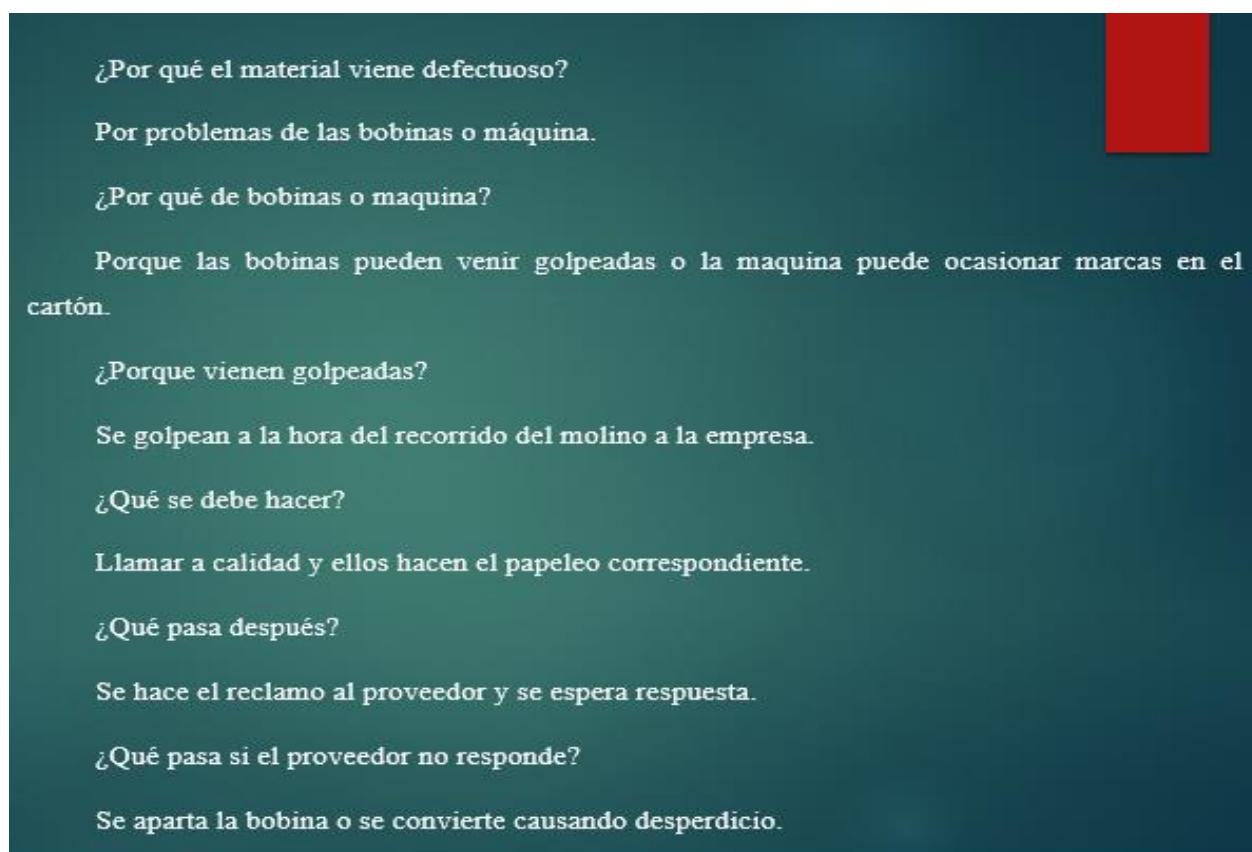 ¿Por qué el material viene defectuoso?
Por problemas de las bobinas o máquina.
¿Por qué de bobinas o maquina?
Porque las bobinas pueden venir golpeadas o la maquina puede ocasionar marcas en el
cartón.
¿Porque vienen golpeadas?
Se golpean a la hora del recorrido del molino a la empresa.
¿Qué se debe hacer?
Llamar a calidad y ellos hacen el papeleo correspondiente.
¿Qué pasa después?
Se hace el reclamo al proveedor y se espera respuesta.
¿Qué pasa si el proveedor no responde?
Se aparta la bobina o se convierte causando desperdicio.